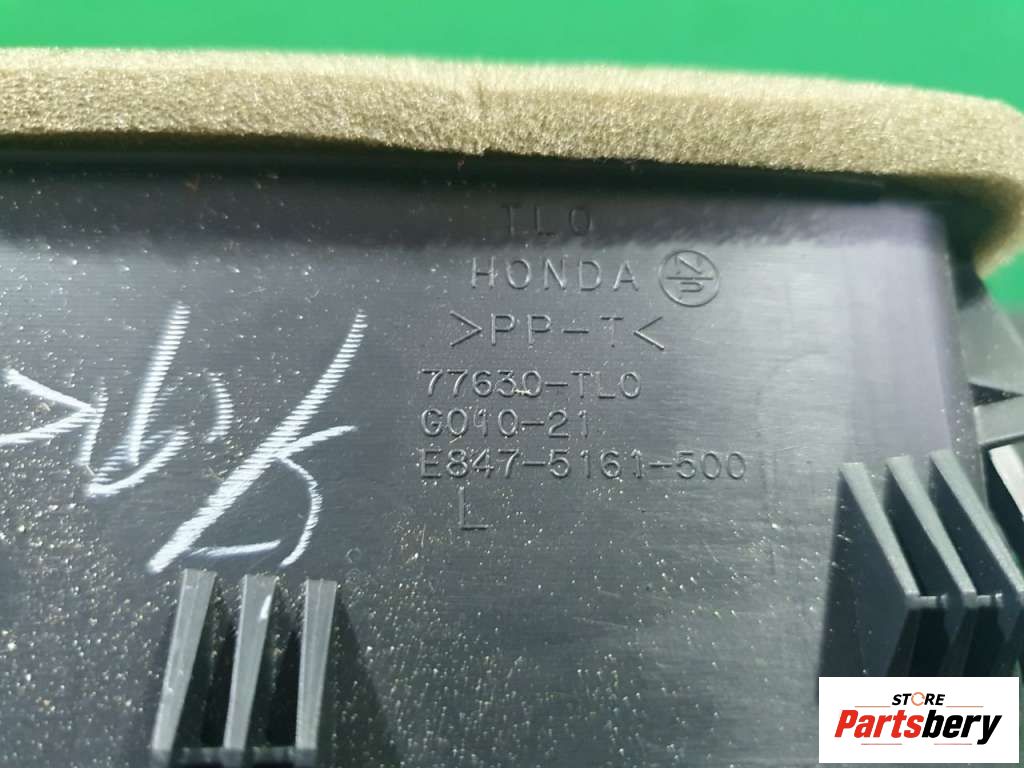 TL0
HONDA
>PP-T<
77630-TL0
G010-21
E847-5161-500
L
STORE
Partsbery